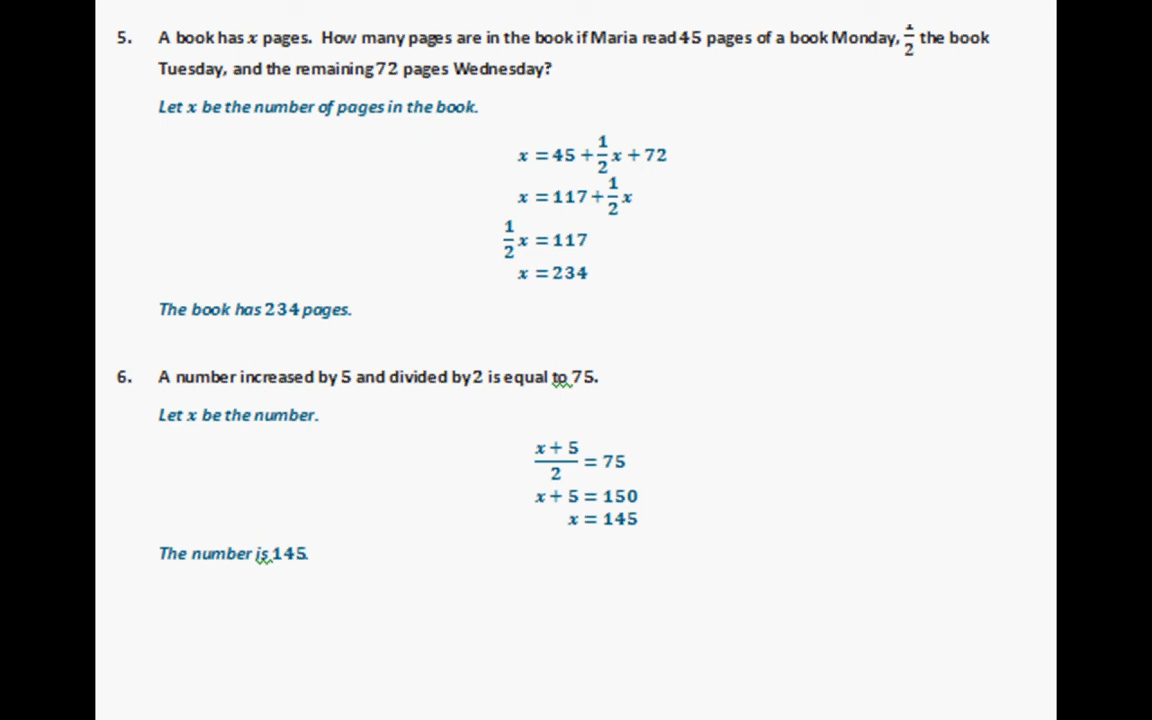 5. A book has x pages. How many pages are in the book if Maria read 45 pages of a book Monday, 1/2 the book
Tuesday, and the remaining 72 pages Wednesday?
Let x be the number of pages in the book.
x = 45 + 1/2 x + 72
x = 117 + 1/2 x
1/2 x = 117
x = 234
The book has 234 pages.
6. A number increased by 5 and divided by 2 is equal to 75.
Let x be the number.
(x + 5)/2 = 75
x + 5 = 150
x = 145
The number is 145.